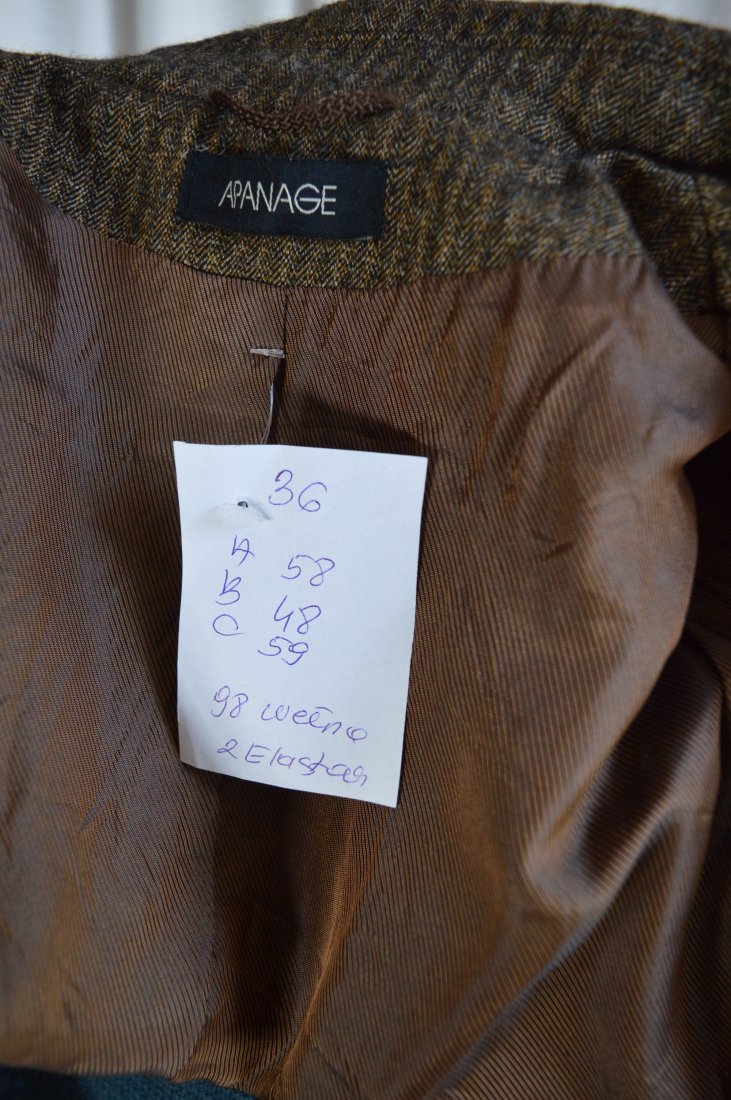 APANAGE
36
A 58
B 48
C 59
98 wełna
2 Elastan